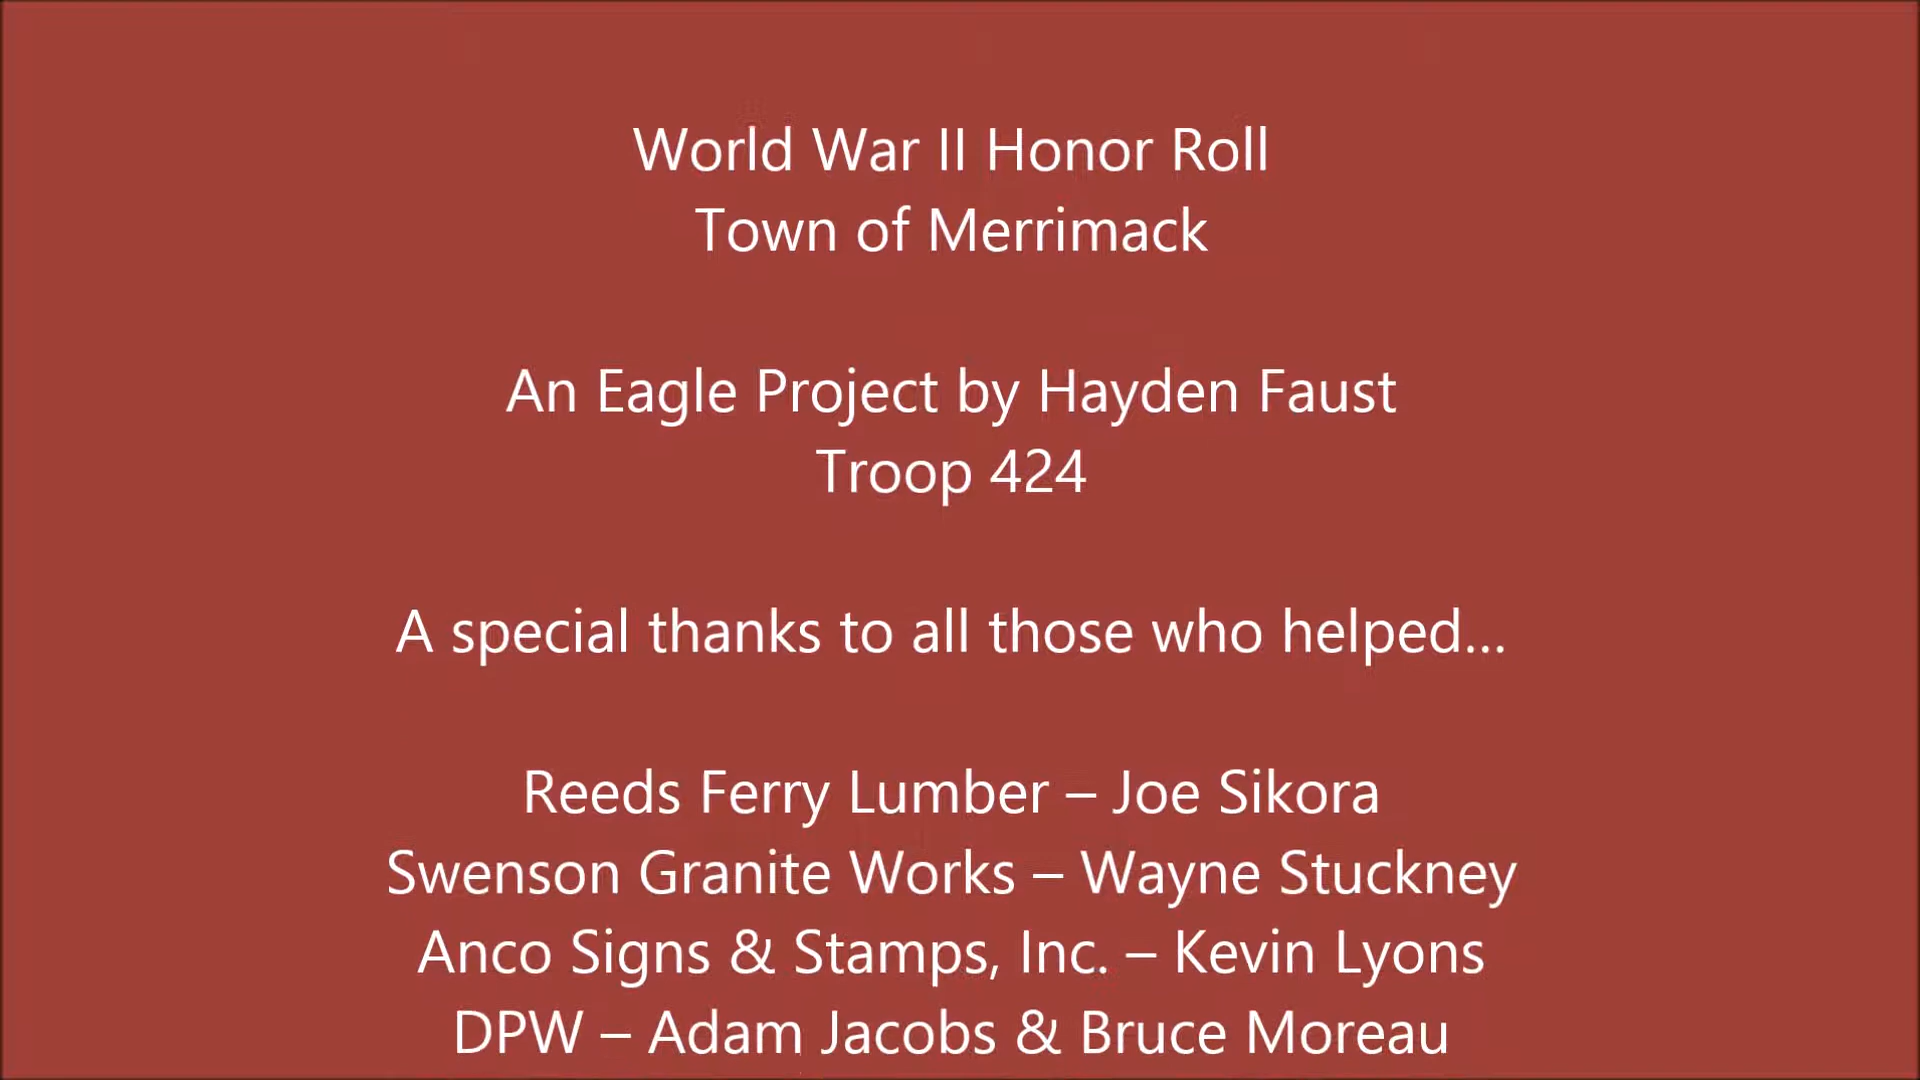 World War II Honor Roll
Town of Merrimack
An Eagle Project by Hayden Faust
Troop 424
A special thanks to all those who helped...
Reeds Ferry Lumber – Joe Sikora
Swenson Granite Works – Wayne Stuckney
Anco Signs & Stamps, Inc. – Kevin Lyons
DPW – Adam Jacobs & Bruce Moreau